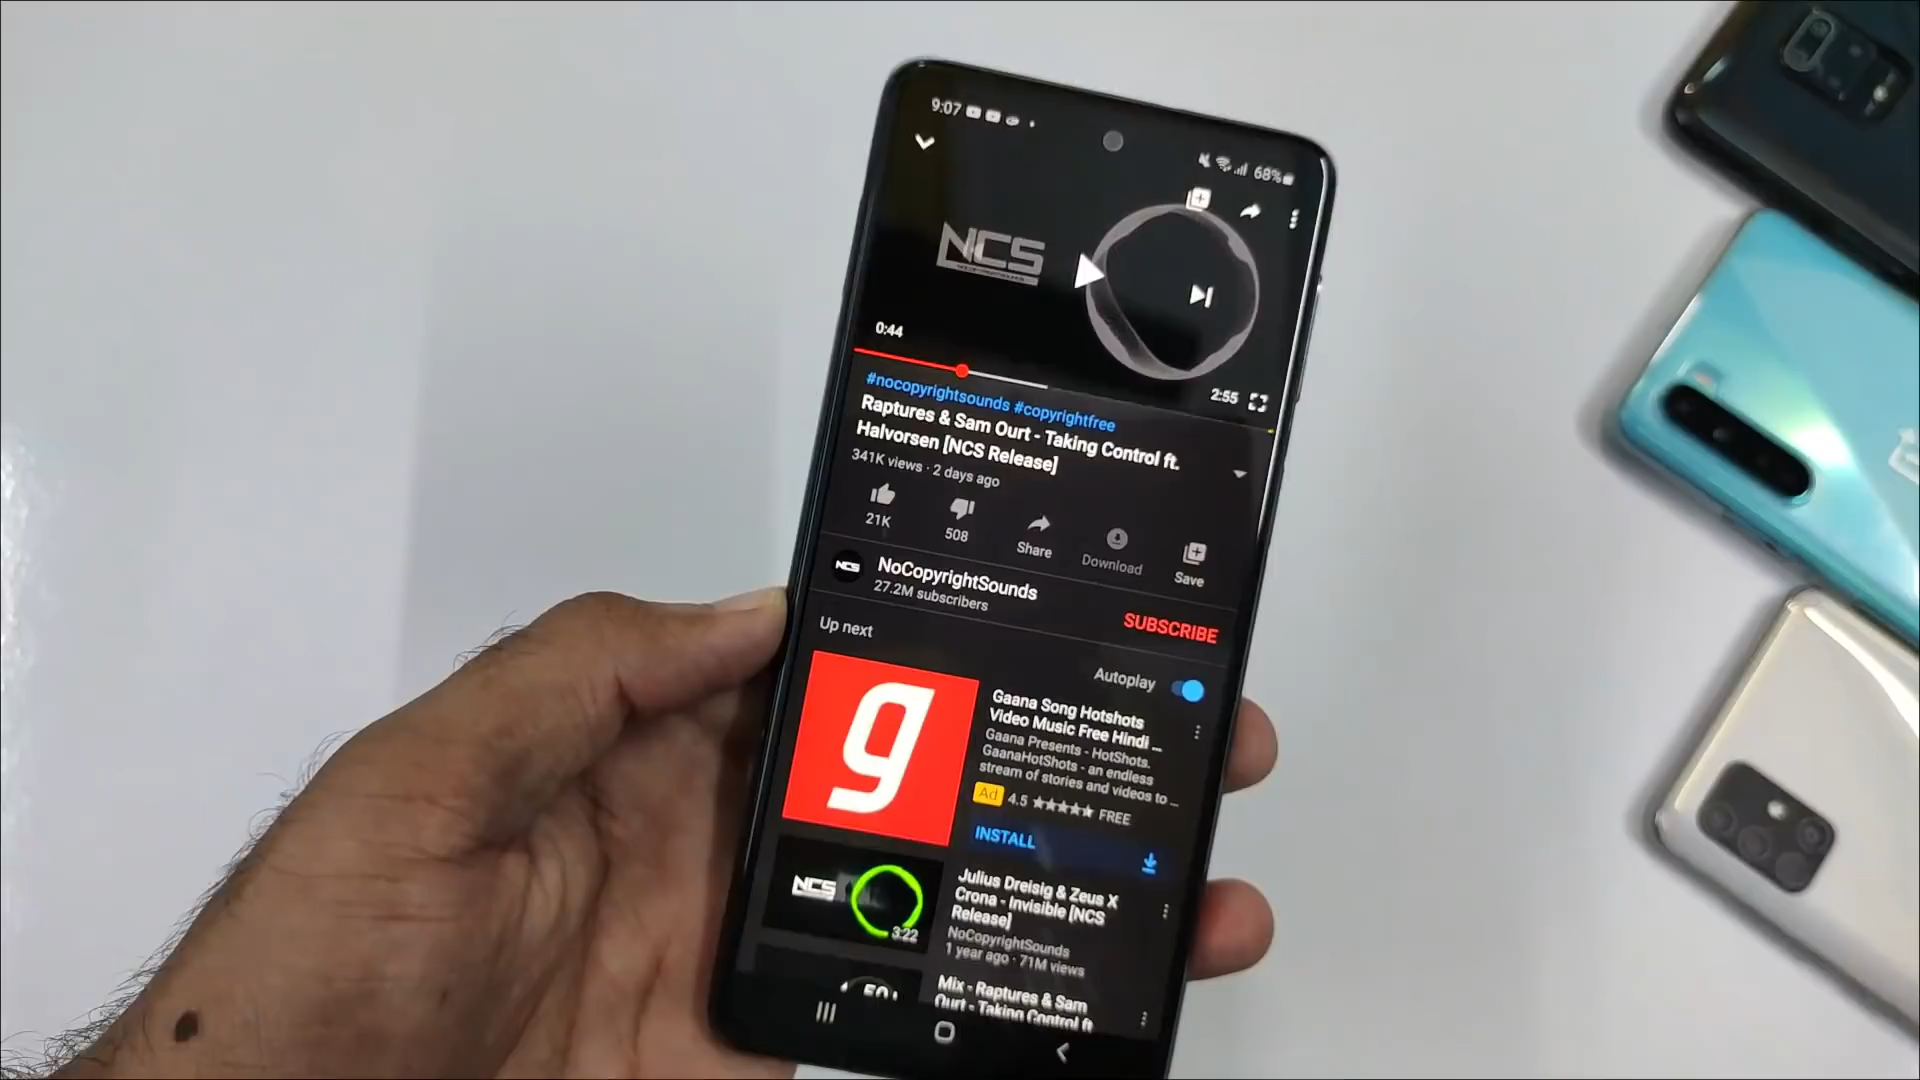 9:07
68%
NCS
0:44
2:55
#nocopyrightsounds #copyrightfree
Raptures & Sam Ourt - Taking Control ft.
Halvorsen [NCS Release]
341K views · 2 days ago
21K
508
Share
Download
Save
NCS
NoCopyrightSounds
27.2M subscribers
SUBSCRIBE
Up next
Autoplay
g
Gaana Song Hotshots
Video Music Free Hindi ...
Gaana Presents - HotShots.
GaanaHotShots - an endless
stream of stories and videos to ...
Ad 4.5 ★★★★★ FREE
INSTALL
NCS
3:22
Julius Dreisig & Zeus X
Crona - Invisible [NCS
Release]
NoCopyrightSounds
1 year ago · 71M views
Mix - Raptures & Sam
Ourt - Taking Control ft